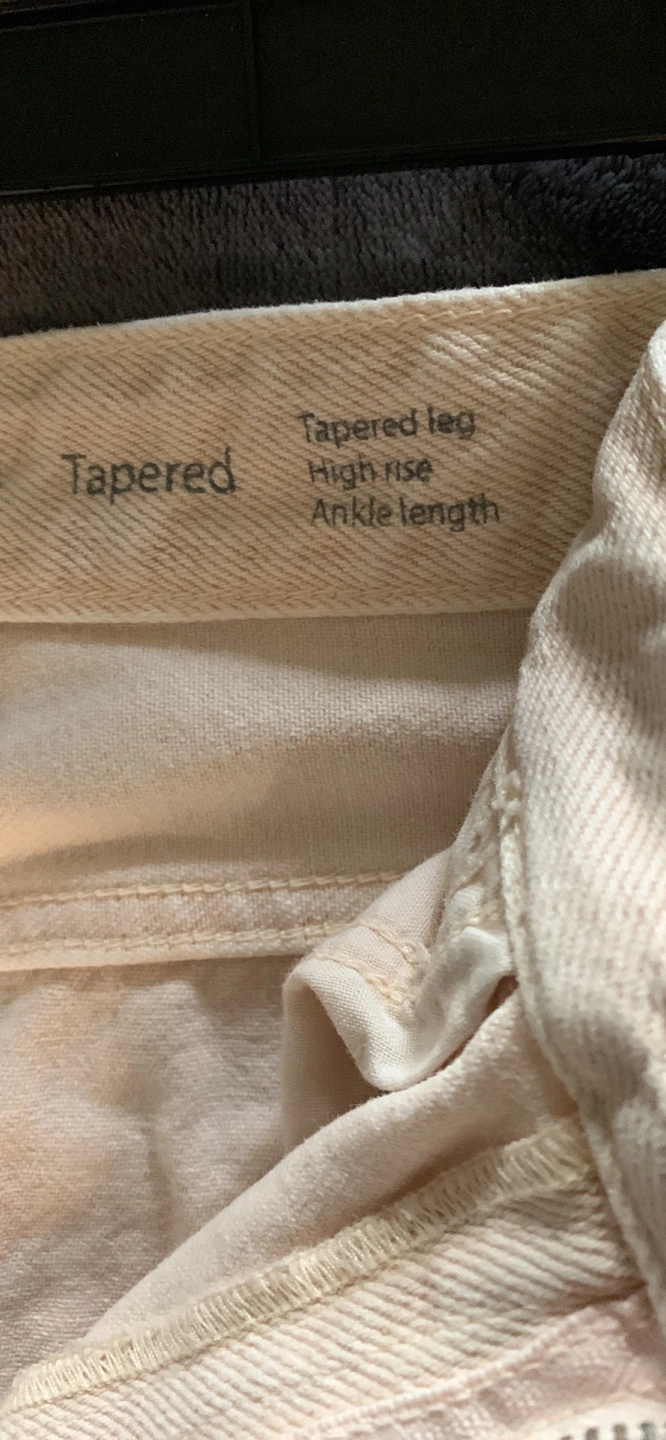 Tapered
Tapered leg
High rise
Ankle length